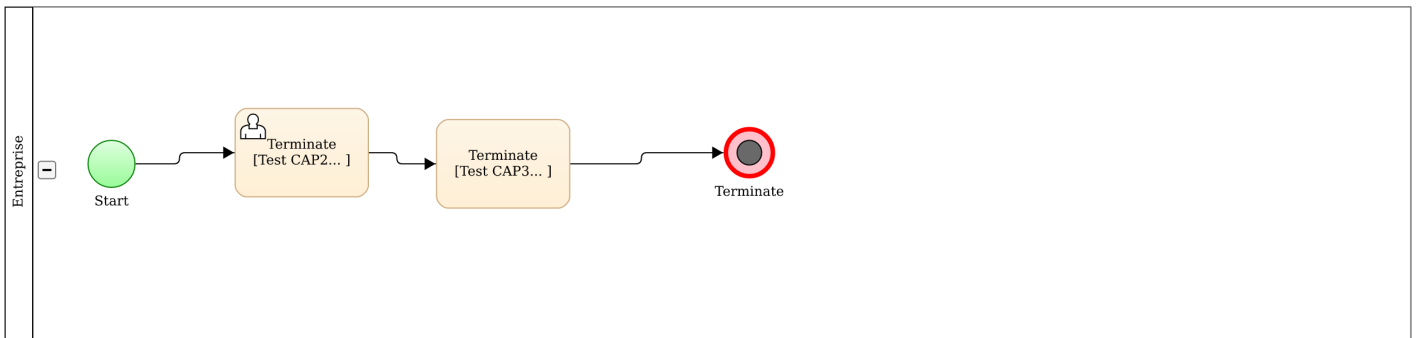 Entreprise
Start
Terminate
[Test CAP2... ]
Terminate
[Test CAP3... ]
Terminate